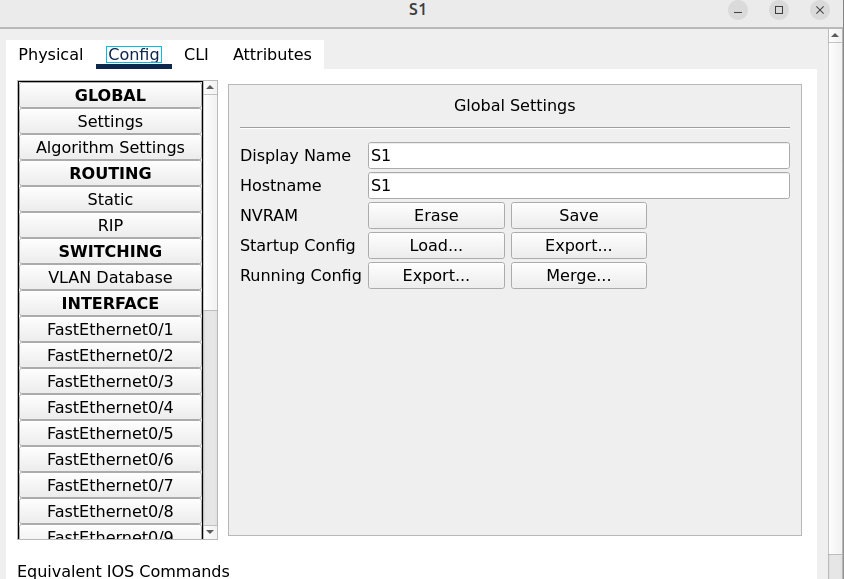 S1
Physical Config CLI Attributes
GLOBAL
Settings
Algorithm Settings
ROUTING
Static
RIP
SWITCHING
VLAN Database
INTERFACE
FastEthernet0/1
FastEthernet0/2
FastEthernet0/3
FastEthernet0/4
FastEthernet0/5
FastEthernet0/6
FastEthernet0/7
FastEthernet0/8
FastEthernet0/9
Global Settings
Display Name S1
Hostname S1
NVRAM Erase Save
Startup Config Load... Export...
Running Config Export... Merge...
Equivalent IOS Commands